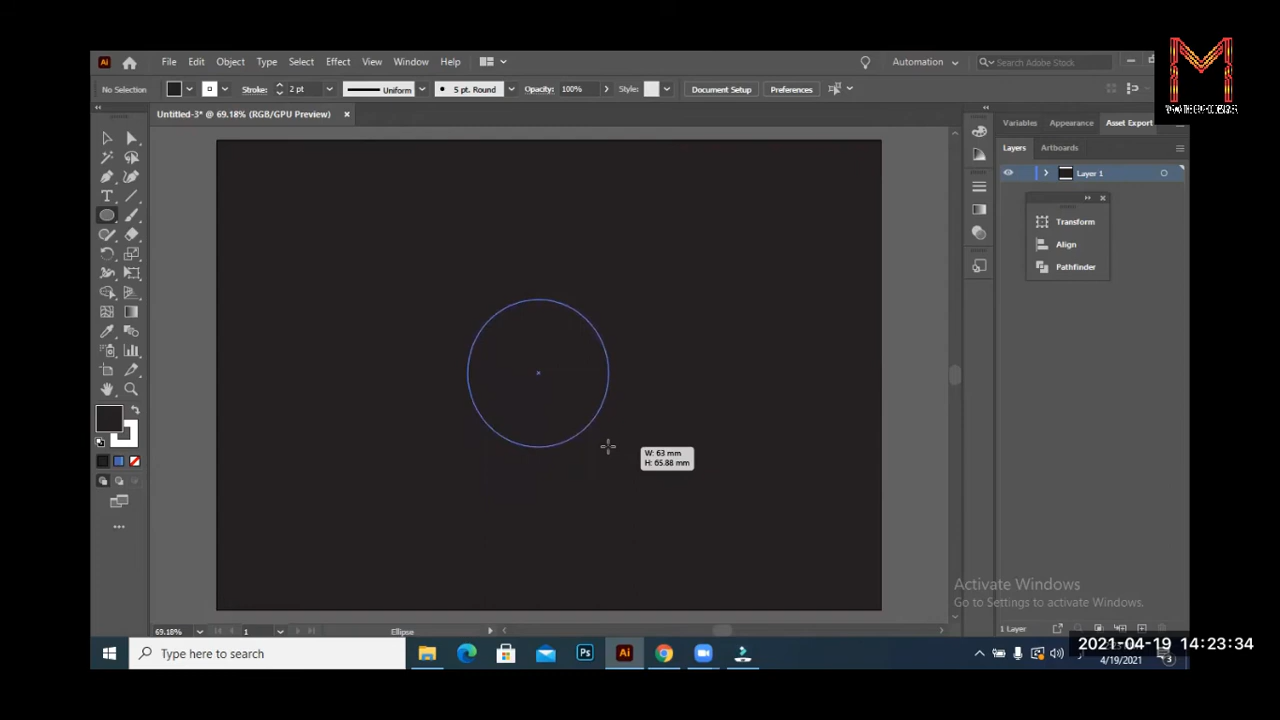 Ai File Edit Object Type Select Effect View Window Help Automation Search Adobe Stock
No Selection Stroke: 2 pt Uniform 5 pt. Round Opacity: 100% Style: Document Setup Preferences
Untitled-3* @ 69.18% (RGB/GPU Preview)
Variables Appearance Asset Export
Layers Artboards
Layer 1
Transform
Align
Pathfinder
W: 63 mm
H: 65.88 mm
Activate Windows
Go to Settings to activate Windows.
69.18% 1 Ellipse 1 Layer
Type here to search Ps Ai
2021-04-19 14:23:34
4/19/2021 3